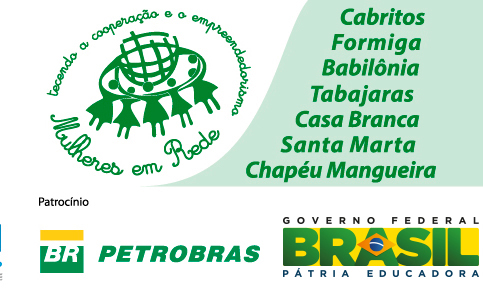 tecendo a cooperação e o empreendedorismo
Mulheres em Rede
Cabritos
Formiga
Babilônia
Tabajaras
Casa Branca
Santa Marta
Chapéu Mangueira
Patrocínio
BR PETROBRAS
GOVERNO FEDERAL
BRASIL
PÁTRIA EDUCADORA